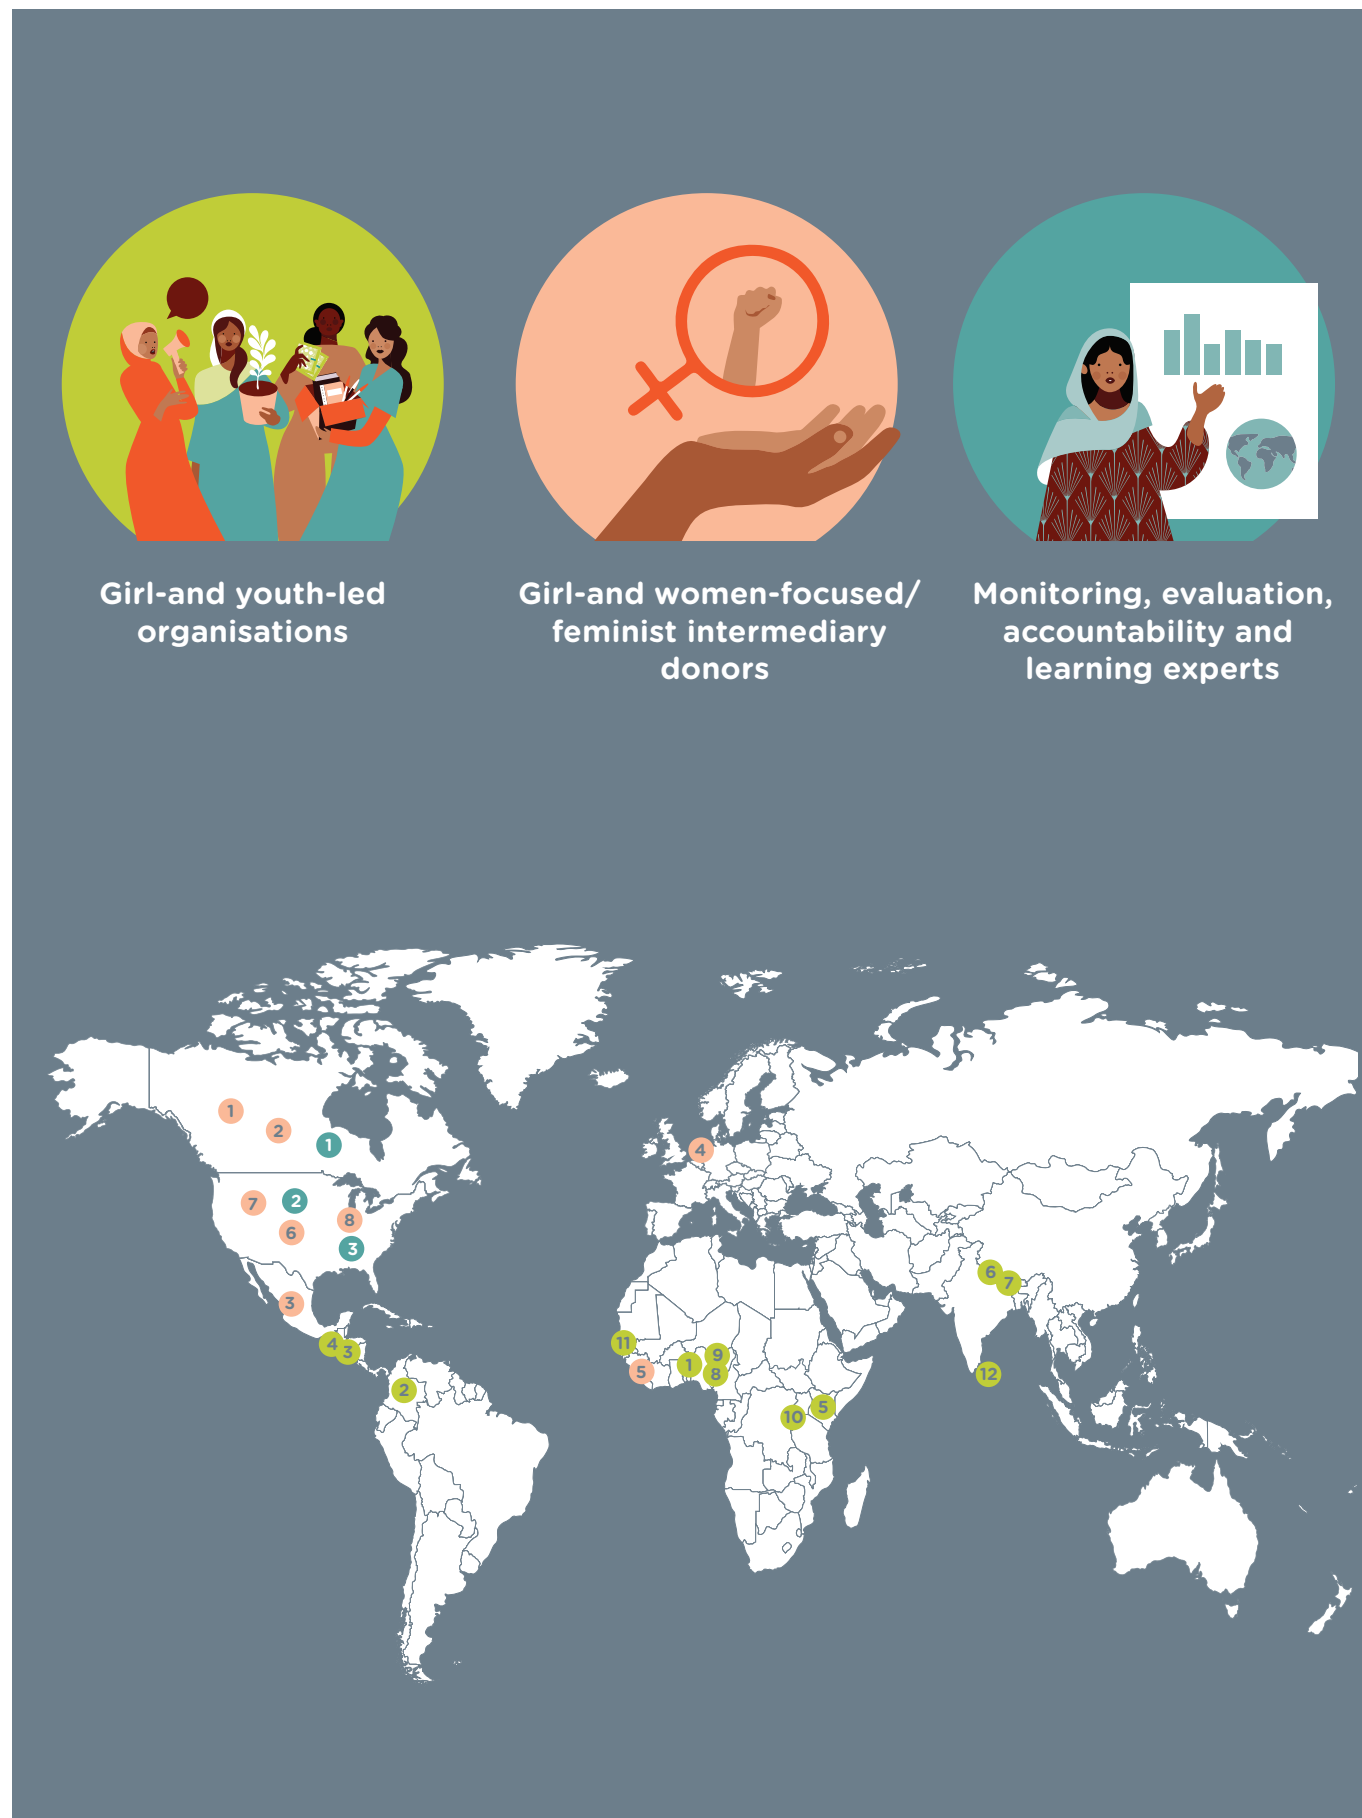 Girl-and youth-led
organisations
Girl-and women-focused/
feminist intermediary
donors
Monitoring, evaluation,
accountability and
learning experts
1
2
1
7
2
8
6
3
3
4
3
2
4
11
5
1
9
8
10
5
6
7
12